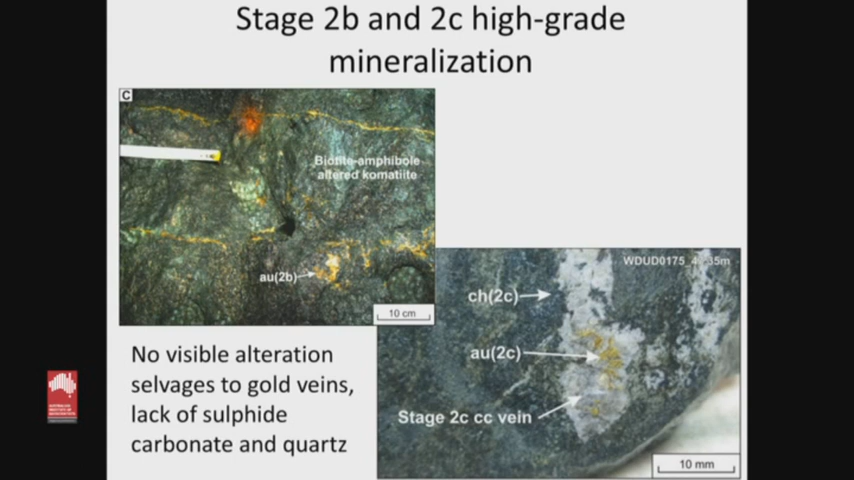 Stage 2b and 2c high-grade
mineralization
C
Biotite-amphibole
altered komatiite
au(2b)
10 cm
WDUD0175
ch(2c)
au(2c)
Stage 2c cc vein
10 mm
No visible alteration
selvages to gold veins,
lack of sulphide
carbonate and quartz